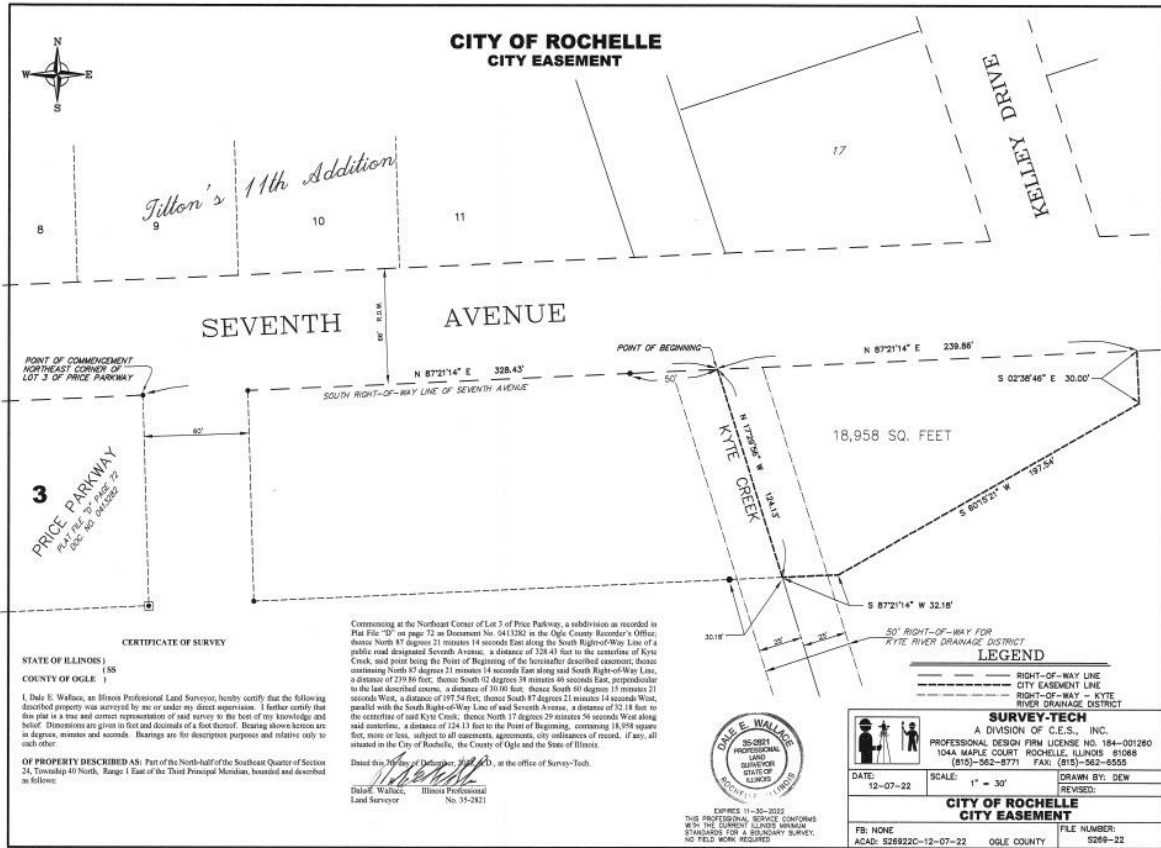 CITY OF ROCHELLE
CITY EASEMENT
N
W E
S
Tilton's 11th Addition
8
9
10
11
17
KELLEY DRIVE
SEVENTH AVENUE
66' R.O.W.
POINT OF COMMENCEMENT
NORTHEAST CORNER OF
LOT 3 OF PRICE PARKWAY
N 87°21'14" E 328.43'
SOUTH RIGHT-OF-WAY LINE OF SEVENTH AVENUE
POINT OF BEGINNING
50'
N 87°21'14" E 239.86'
S 02°38'46" E 30.00'
60'
3
PRICE PARKWAY
PLAT FILE "D" PAGE 72
DOC. NO. 0413282
KYTE CREEK
N 17°29'56" W 124.13'
18,958 SQ. FEET
S 60°15'21" W 197.54'
S 87°21'14" W 32.18'
30.18'
25'
25'
50' RIGHT-OF-WAY FOR
KYTE RIVER DRAINAGE DISTRICT
LEGEND
RIGHT-OF-WAY LINE
CITY EASEMENT LINE
RIGHT-OF-WAY - KYTE
RIVER DRAINAGE DISTRICT
CERTIFICATE OF SURVEY
STATE OF ILLINOIS )
) SS
COUNTY OF OGLE )
I, Dale E. Wallace, an Illinois Professional Land Surveyor, hereby certify that the following
described property was surveyed by me or under my direct supervision. I further certify that
this plat is a true and correct representation of said survey to the best of my knowledge and
belief. Dimensions are given in feet and decimals of a foot thereof. Bearing shown hereon are
in degrees, minutes and seconds. Bearings are for description purposes and relative only to
each other.
OF PROPERTY DESCRIBED AS: Part of the North-half of the Southeast Quarter of Section
24, Township 40 North, Range 1 East of the Third Principal Meridian, bounded and described
as follows:
Commencing at the Northeast Corner of Lot 3 of Price Parkway, a subdivision as recorded in
Plat File "D" on page 72 as Document No. 0413282 in the Ogle County Recorder's Office;
thence North 87 degrees 21 minutes 14 seconds East along the South Right-of-Way Line of a
public road designated Seventh Avenue, a distance of 328.43 feet to the centerline of Kyte
Creek, said point being the Point of Beginning of the hereinafter described easement; thence
continuing North 87 degrees 21 minutes 14 seconds East along said South Right-of-Way Line,
a distance of 239.86 feet; thence South 02 degrees 38 minutes 46 seconds East, perpendicular
to the last described course, a distance of 30.00 feet; thence South 60 degrees 15 minutes 21
seconds West, a distance of 197.54 feet; thence South 87 degrees 21 minutes 14 seconds West,
parallel with the South Right-of-Way Line of said Seventh Avenue, a distance of 32.18 feet to
the centerline of said Kyte Creek; thence North 17 degrees 29 minutes 56 seconds West along
said centerline, a distance of 124.13 feet to the Point of Beginning, containing 18,958 square
feet, more or less, subject to all easements, agreements, city ordinances of record, if any, all
situated in the City of Rochelle, the County of Ogle and the State of Illinois.
Dated this 7th day of December, 2022 A.D., at the office of Survey-Tech.
Dale E. Wallace, Illinois Professional
Land Surveyor No. 35-2821
DALE E. WALLACE
35-2821
PROFESSIONAL
LAND
SURVEYOR
STATE OF
ILLINOIS
ROCHELLE, ILLINOIS
EXPIRES 11-30-2022
THIS PROFESSIONAL SERVICE CONFORMS
WITH THE CURRENT ILLINOIS MINIMUM
STANDARDS FOR A BOUNDARY SURVEY.
NO FIELD WORK REQUIRED
SURVEY-TECH
A DIVISION OF C.E.S., INC.
PROFESSIONAL DESIGN FIRM LICENSE NO. 184-001260
104A MAPLE COURT ROCHELLE, ILLINOIS 61068
(815)-562-8771 FAX: (815)-562-6555
DATE: 12-07-22 SCALE: 1" = 30' DRAWN BY: DEW
REVISED:
CITY OF ROCHELLE
CITY EASEMENT
FB: NONE
ACAD: S26922C-12-07-22 OGLE COUNTY
FILE NUMBER:
S269-22